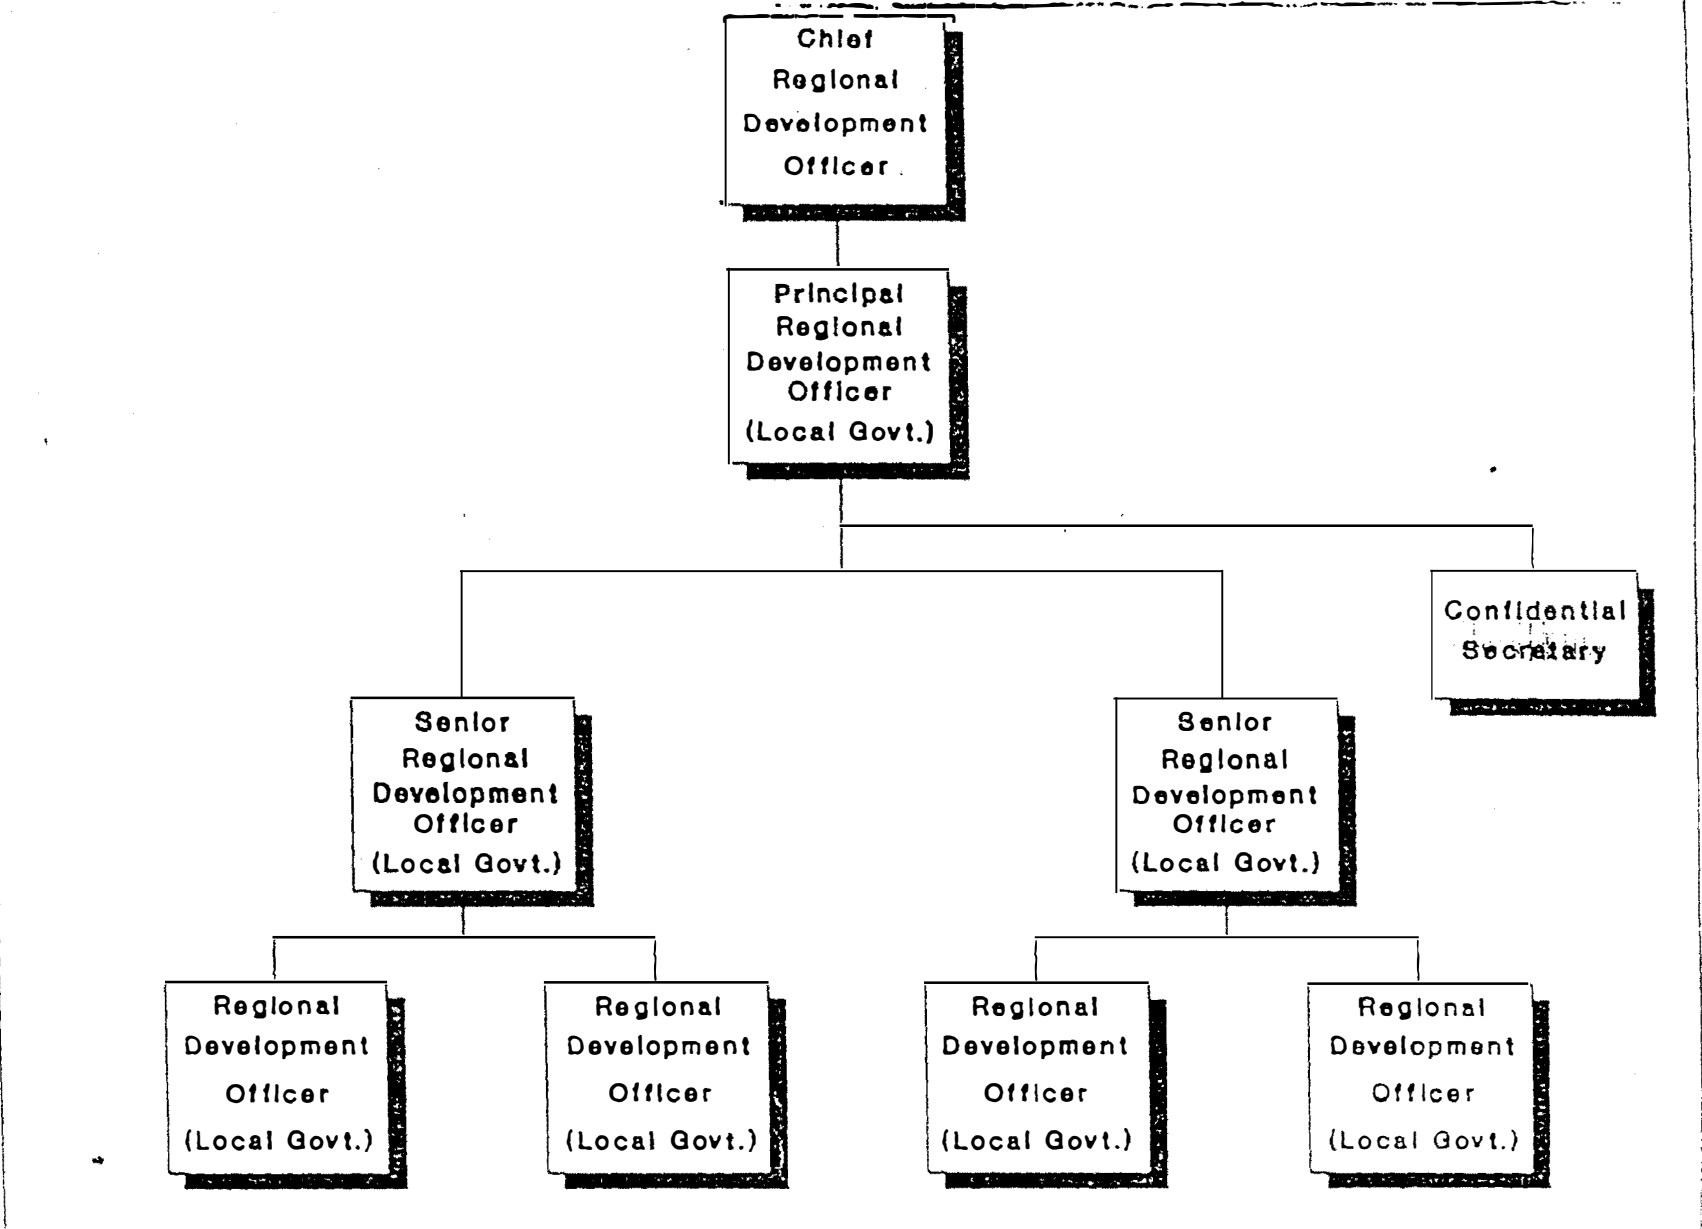 Chief
Regional
Development
Officer
Principal
Regional
Development
Officer
(Local Govt.)
Confidential
Secretary
Senior
Regional
Development
Officer
(Local Govt.)
Senior
Regional
Development
Officer
(Local Govt.)
Regional
Development
Officer
(Local Govt.)
Regional
Development
Officer
(Local Govt.)
Regional
Development
Officer
(Local Govt.)
Regional
Development
Officer
(Local Govt.)